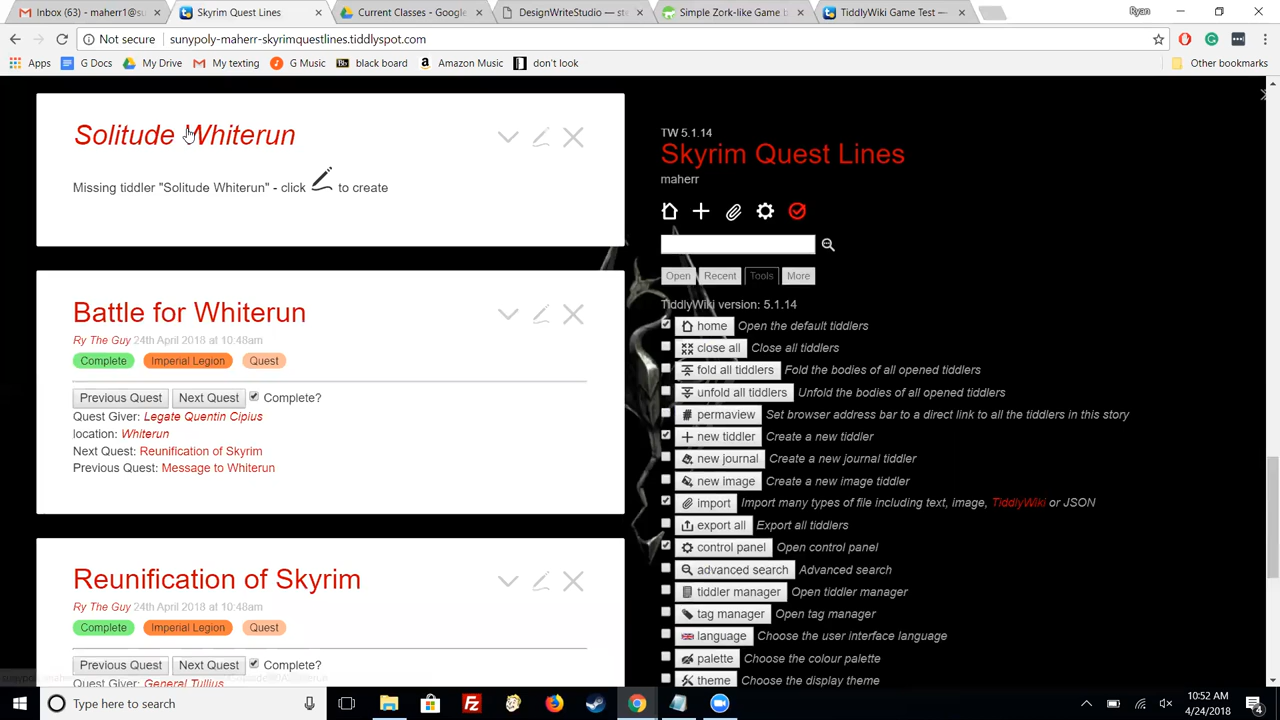 maherr1@su
Skyrim Quest Lines
Current Classes - Google
DesignWriteStudio — ste
Simple Zork-like Quest b
TiddlyWiki Game Test —
Ryan
Not secure
sunypoly-maherr-skyrimquestlines.tiddlyspot.com
Apps
G Docs
My Drive
My texting
G Music
black board
Amazon Music
don't look
Other bookmarks
Solitude Whiterun
Missing tiddler "Solitude Whiterun" - click to create
Battle for Whiterun
Ry The Guy 24th April 2018 at 10:48am
Complete Imperial Legion Quest
Previous Quest Next Quest Complete?
Quest Giver: Legate Quentin Cipius
location: Whiterun
Next Quest: Reunification of Skyrim
Previous Quest: Message to Whiterun
Reunification of Skyrim
Ry The Guy 24th April 2018 at 10:48am
Complete Imperial Legion Quest
Previous Quest Next Quest Complete?
Quest Giver: General Tullius
TW 5.1.14
Skyrim Quest Lines
maherr
Open Recent Tools More
TiddlyWiki version: 5.1.14
home Open the default tiddlers
close all Close all tiddlers
fold all tiddlers Fold the bodies of all opened tiddlers
unfold all tiddlers Unfold the bodies of all opened tiddlers
permaview Set browser address bar to a direct link to all the tiddlers in this story
new tiddler Create a new tiddler
new journal Create a new journal tiddler
new image Create a new image tiddler
import Import many types of file including text, image, TiddlyWiki or JSON
export all Export all tiddlers
control panel Open control panel
advanced search Advanced search
tiddler manager Open tiddler manager
tag manager Open tag manager
language Choose the user interface language
palette Choose the colour palette
theme Choose the display theme
Type here to search
10:52 AM
4/24/2018
4